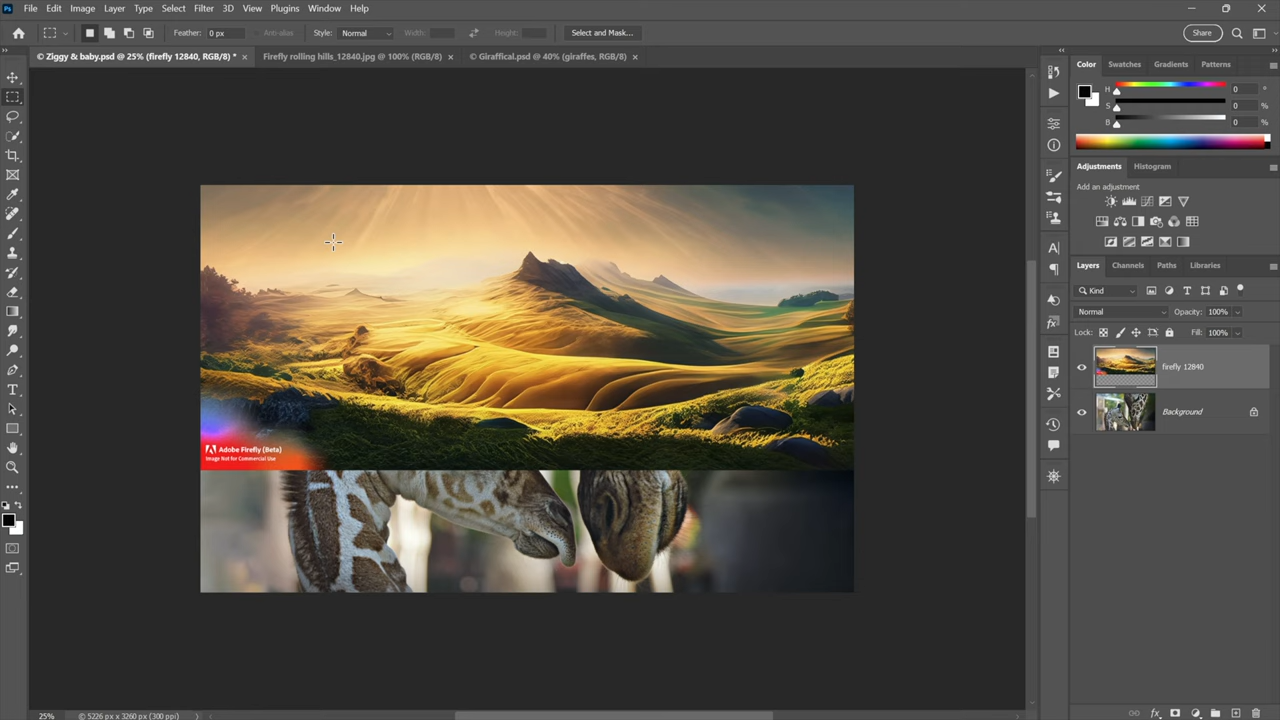 Ps File Edit Image Layer Type Select Filter 3D View Plugins Window Help
Feather: 0 px Anti-alias Style: Normal Width: Height: Select and Mask... Share
© Ziggy & baby.psd @ 25% (firefly 12840, RGB/8) * × Firefly rolling hills_12840.jpg @ 100% (RGB/8) × © Giraffical.psd @ 40% (giraffes, RGB/8) ×
Color Swatches Gradients Patterns
H 0 °
S 0 %
B 0 %
Adjustments Histogram
Add an adjustment
Layers Channels Paths Libraries
Kind
Normal Opacity: 100%
Lock: Fill: 100%
firefly 12840
Background
Adobe Firefly (Beta)
Image Not for Commercial Use
25% © 5226 px x 3260 px (300 ppi)